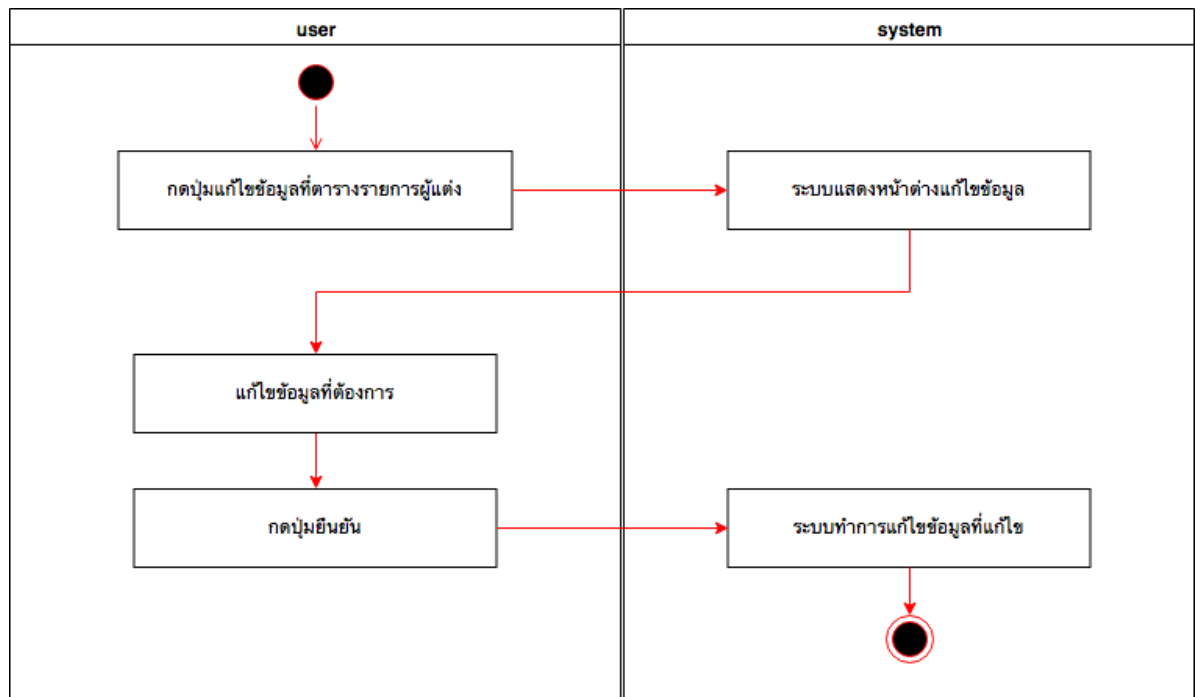 user
system
กดปุ่มแก้ไขข้อมูลที่ตารางรายการผู้แต่ง
ระบบแสดงหน้าต่างแก้ไขข้อมูล
แก้ไขข้อมูลที่ต้องการ
กดปุ่มยืนยัน
ระบบทำการแก้ไขข้อมูลที่แก้ไข